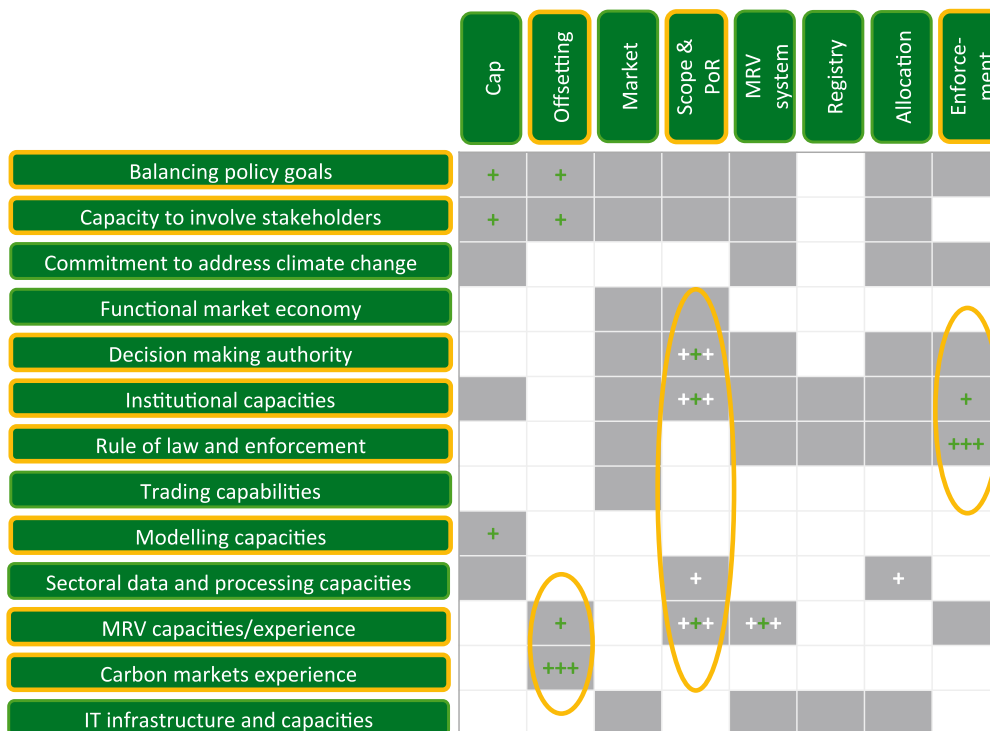 Cap
Offsetting
Market
Scope &
PoR
MRV
system
Registry
Allocation
Enforce-
ment
Balancing policy goals + +
Capacity to involve stakeholders + +
Commitment to address climate change
Functional market economy
Decision making authority +++
Institutional capacities +++ +
Rule of law and enforcement +++
Trading capabilities
Modelling capacities +
Sectoral data and processing capacities + +
MRV capacities/experience + +++ +++
Carbon markets experience +++
IT infrastructure and capacities